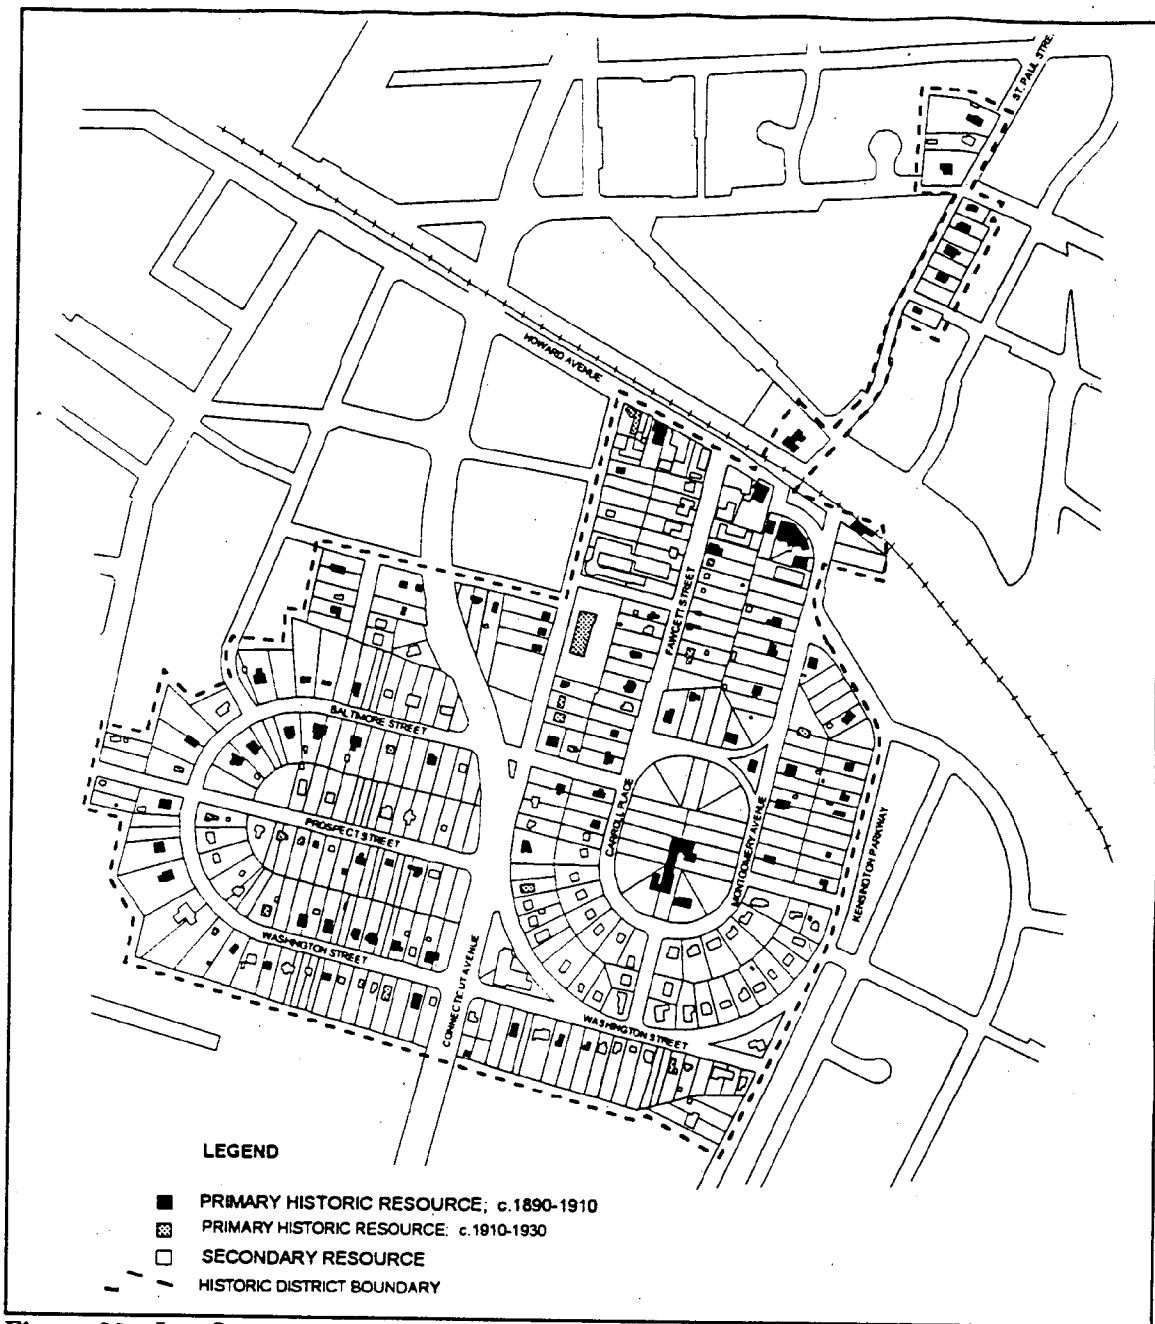 ST. PAUL STRE
HOWARD AVENUE
FAWCETT STREET
BALTIMORE STREET
CARROLL PLACE
MONTGOMERY AVENUE
KENSINGTON PARKWAY
PROSPECT STREET
WASHINGTON STREET
CONNECTICUT AVENUE
WASHINGTON STREET
LEGEND
PRIMARY HISTORIC RESOURCE; c.1890-1910
PRIMARY HISTORIC RESOURCE: c.1910-1930
SECONDARY RESOURCE
HISTORIC DISTRICT BOUNDARY